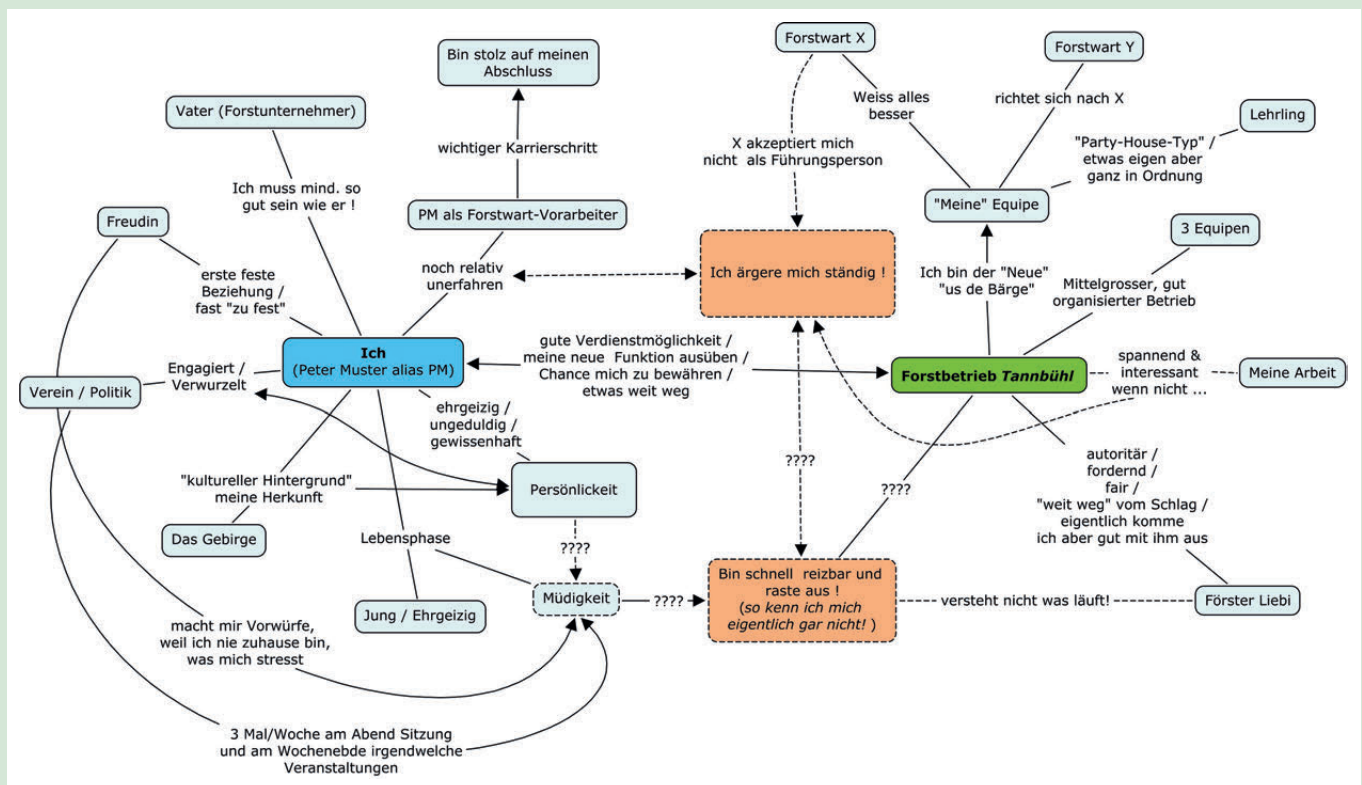 Forstwart X
Forstwart Y
Bin stolz auf meinen
Abschluss
Vater (Forstunternehmer)
Weiss alles
besser
richtet sich nach X
Lehrling
wichtiger Karrierschritt
X akzeptiert mich
nicht als Führungsperson
"Party-House-Typ" /
etwas eigen aber
ganz in Ordnung
Ich muss mind. so
gut sein wie er !
Freudin
PM als Forstwart-Vorarbeiter
"Meine" Equipe
3 Equipen
erste feste
Beziehung /
fast "zu fest"
noch relativ
unerfahren
Ich ärgere mich ständig !
Ich bin der "Neue"
"us de Bärge"
Mittelgrosser, gut
organisierter Betrieb
Ich
(Peter Muster alias PM)
gute Verdienstmöglichkeit /
meine neue Funktion ausüben /
Chance mich zu bewähren /
etwas weit weg
Forstbetrieb Tannbühl
spannend &
interessant
wenn nicht ...
Meine Arbeit
Verein / Politik
Engagiert /
Verwurzelt
ehrgeizig /
ungeduldig /
gewissenhaft
"kultureller Hintergrund"
meine Herkunft
Persönlickeit
????
????
autoritär /
fordernd /
fair /
"weit weg" vom Schlag /
eigentlich komme
ich aber gut mit ihm aus
Das Gebirge
Lebensphase
????
Jung / Ehrgeizig
Müdigkeit
????
Bin schnell reizbar und
raste aus !
(so kenn ich mich
eigentlich gar nicht! )
versteht nicht was läuft!
Förster Liebi
macht mir Vorwürfe,
weil ich nie zuhause bin,
was mich stresst
3 Mal/Woche am Abend Sitzung
und am Wochenebde irgendwelche
Veranstaltungen